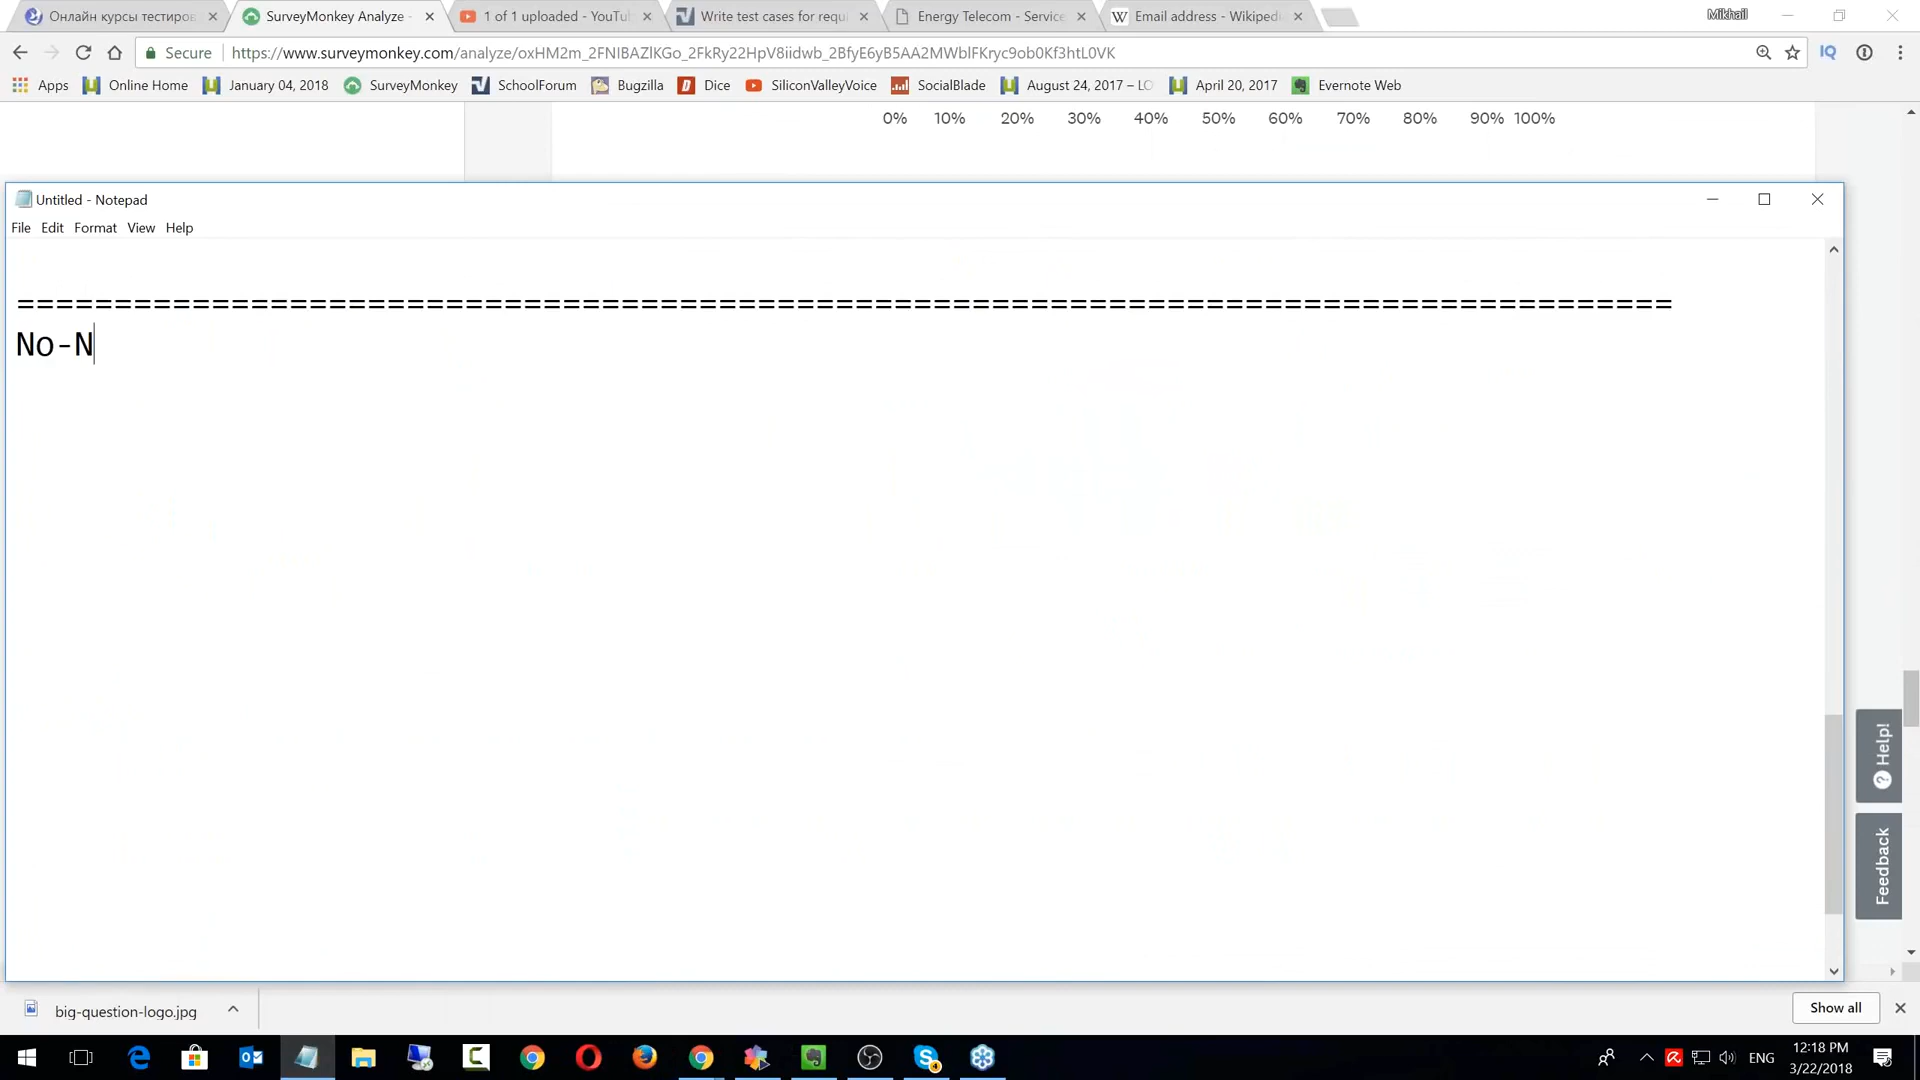 Онлайн курсы тестиров
SurveyMonkey Analyze -
1 of 1 uploaded - YouTu
Write test cases for requ
Energy Telecom - Service
Email address - Wikiped
Mikhail
Secure
https://www.surveymonkey.com/analyze/oxHM2m_2FNIBAZlKGo_2FkRy22HpV8iidwb_2BfyE6yB5AA2MWblFKryc9ob0Kf3htL0VK
Apps
Online Home
January 04, 2018
SurveyMonkey
SchoolForum
Bugzilla
Dice
SiliconValleyVoice
SocialBlade
August 24, 2017 – LO
April 20, 2017
Evernote Web
0% 10% 20% 30% 40% 50% 60% 70% 80% 90% 100%
Untitled - Notepad
File Edit Format View Help
=====================================================================================
No-N
Help!
Feedback
big-question-logo.jpg
Show all
ENG
12:18 PM
3/22/2018